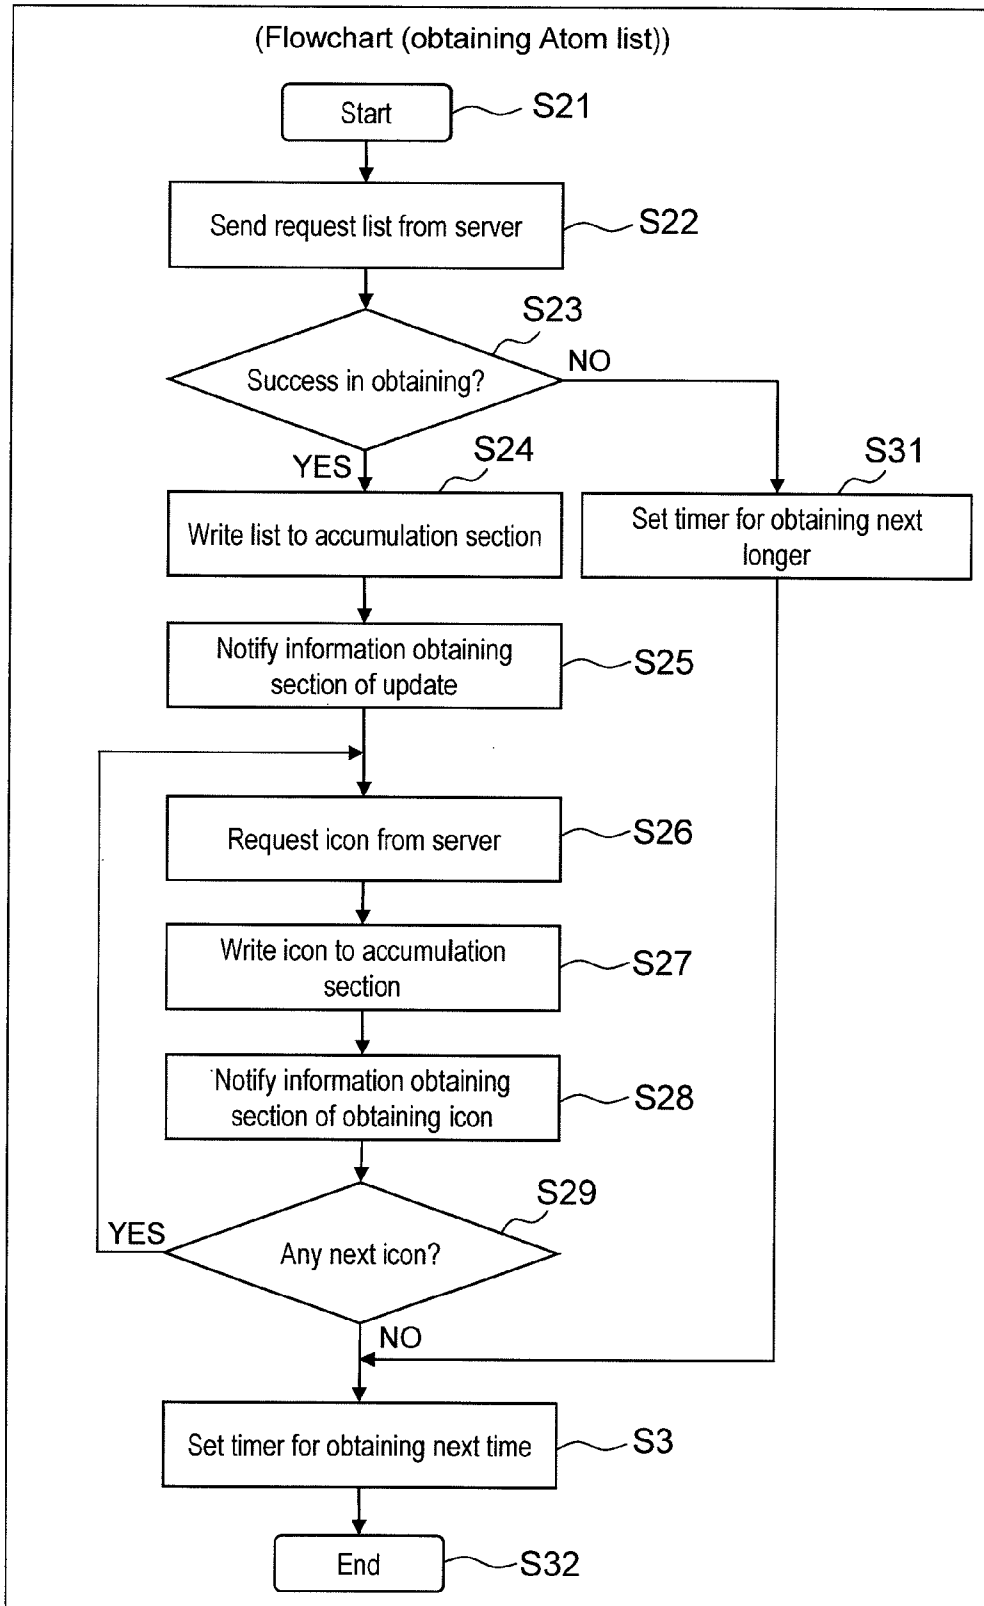 (Flowchart (obtaining Atom list))
Start
S21
Send request list from server
S22
S23
Success in obtaining?
NO
YES
S24
S31
Write list to accumulation section
Set timer for obtaining next
longer
Notify information obtaining
section of update
S25
Request icon from server
S26
Write icon to accumulation
section
S27
Notify information obtaining
section of obtaining icon
S28
S29
YES
Any next icon?
NO
Set timer for obtaining next time
S3
End
S32